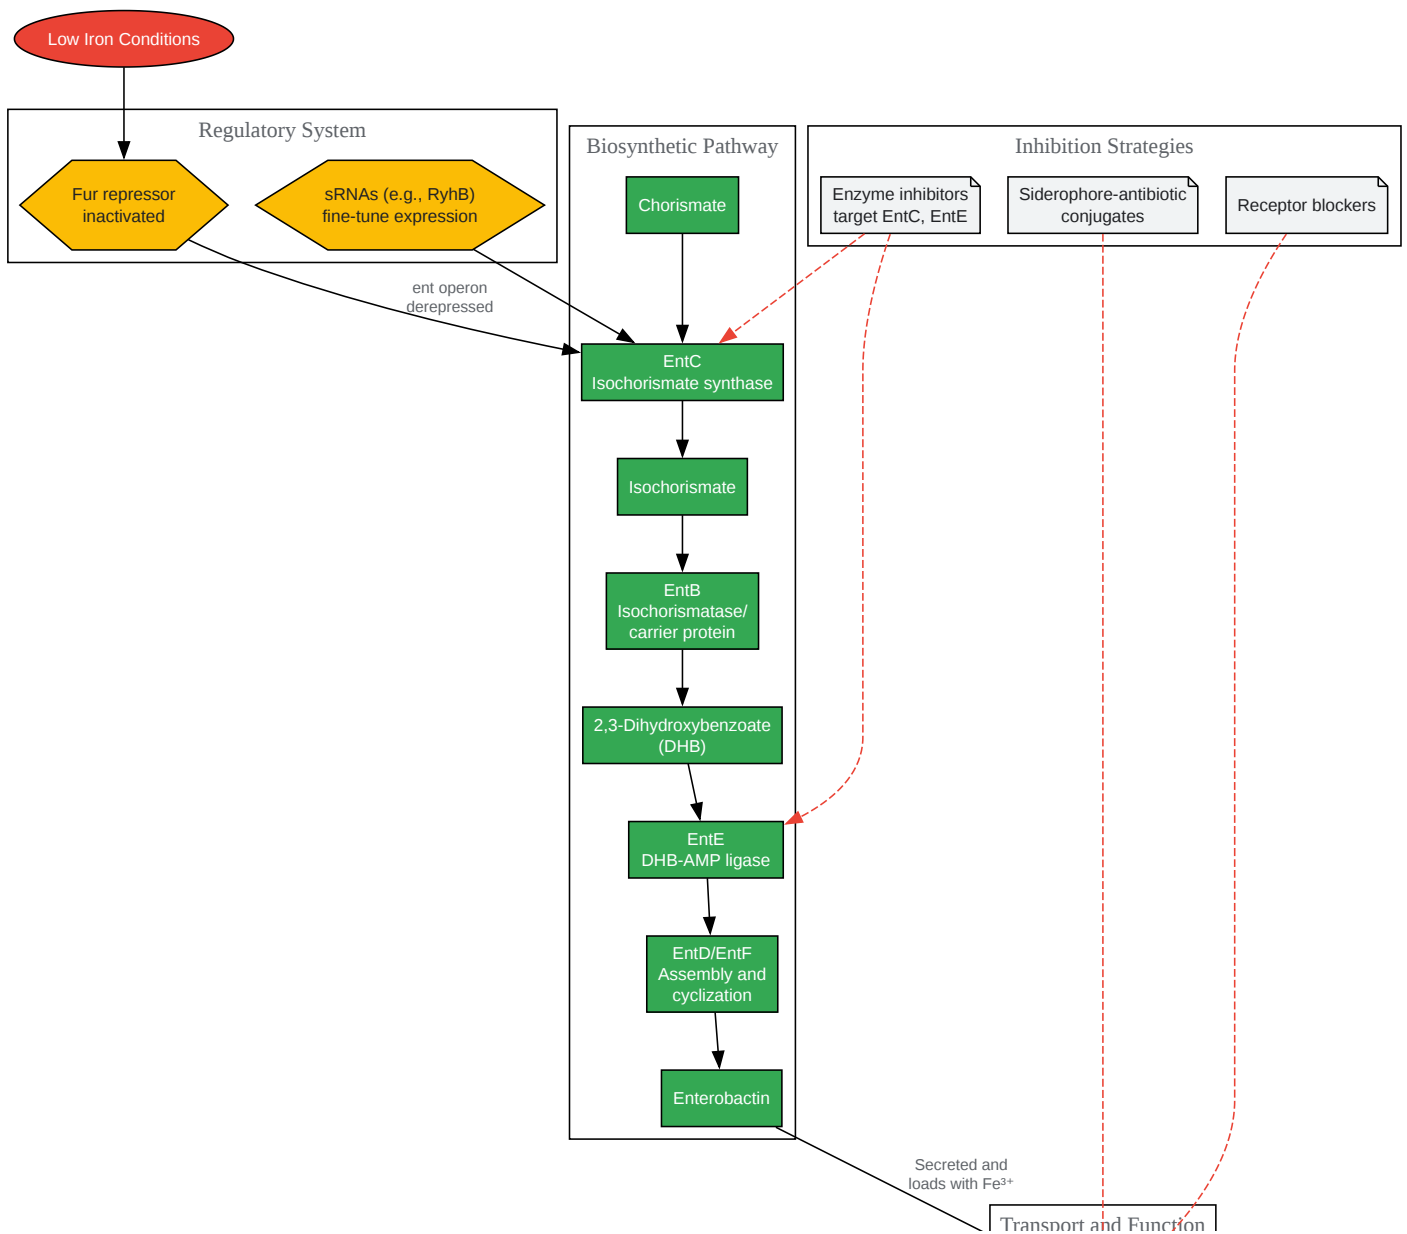 Low Iron Conditions
Regulatory System
Fur repressor
inactivated
sRNAs (e.g., RyhB)
fine-tune expression
ent operon
derepressed
Biosynthetic Pathway
Chorismate
EntC
Isochorismate synthase
Isochorismate
EntB
Isochorismatase/
carrier protein
2,3-Dihydroxybenzoate
(DHB)
EntE
DHB-AMP ligase
EntD/EntF
Assembly and
cyclization
Enterobactin
Inhibition Strategies
Enzyme inhibitors
target EntC, EntE
Siderophore-antibiotic
conjugates
Receptor blockers
Secreted and
loads with Fe³⁺
Transport and Function